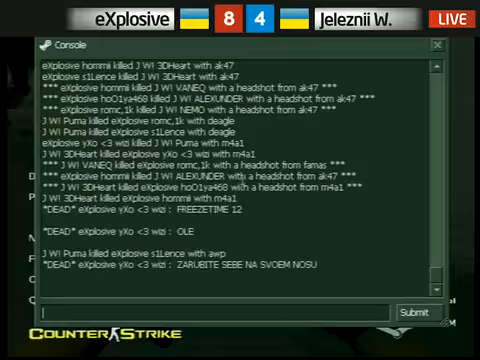 eXplosive 8 4 Jeleznii W. LIVE
Console
eXplosive hommii killed J W! 3DHeart with ak47
eXplosive s1Lence killed J W! 3DHeart with ak47
*** eXplosive hommii killed J W! VANEQ with a headshot from ak47 ***
*** eXplosive hoO1ya468 killed J W! ALEXUNDER with a headshot from ak47 ***
*** eXplosive romc,1k killed J W! NEMO with a headshot from ak47 ***
J W! Puma killed eXplosive romc,1k with deagle
J W! Puma killed eXplosive s1Lence with deagle
eXplosive yXo <3 wizi killed J W! Puma with m4a1
J W! 3DHeart killed eXplosive yXo <3 wizi with m4a1
*** J W! VANEQ killed eXplosive romc,1k with a headshot from famas ***
*** eXplosive hommii killed J W! ALEXUNDER with a headshot from ak47 ***
*** J W! 3DHeart killed eXplosive hoO1ya468 with a headshot from m4a1 ***
J W! 3DHeart killed eXplosive hommii with m4a1
*DEAD* eXplosive yXo <3 wizi : FREEZETIME 12
*DEAD* eXplosive yXo <3 wizi : OLE
J W! Puma killed eXplosive s1Lence with awp
*DEAD* eXplosive yXo <3 wizi : ZARUBITE SEBE NA SVOEM NOSU
Submit
COUNTER STRIKE